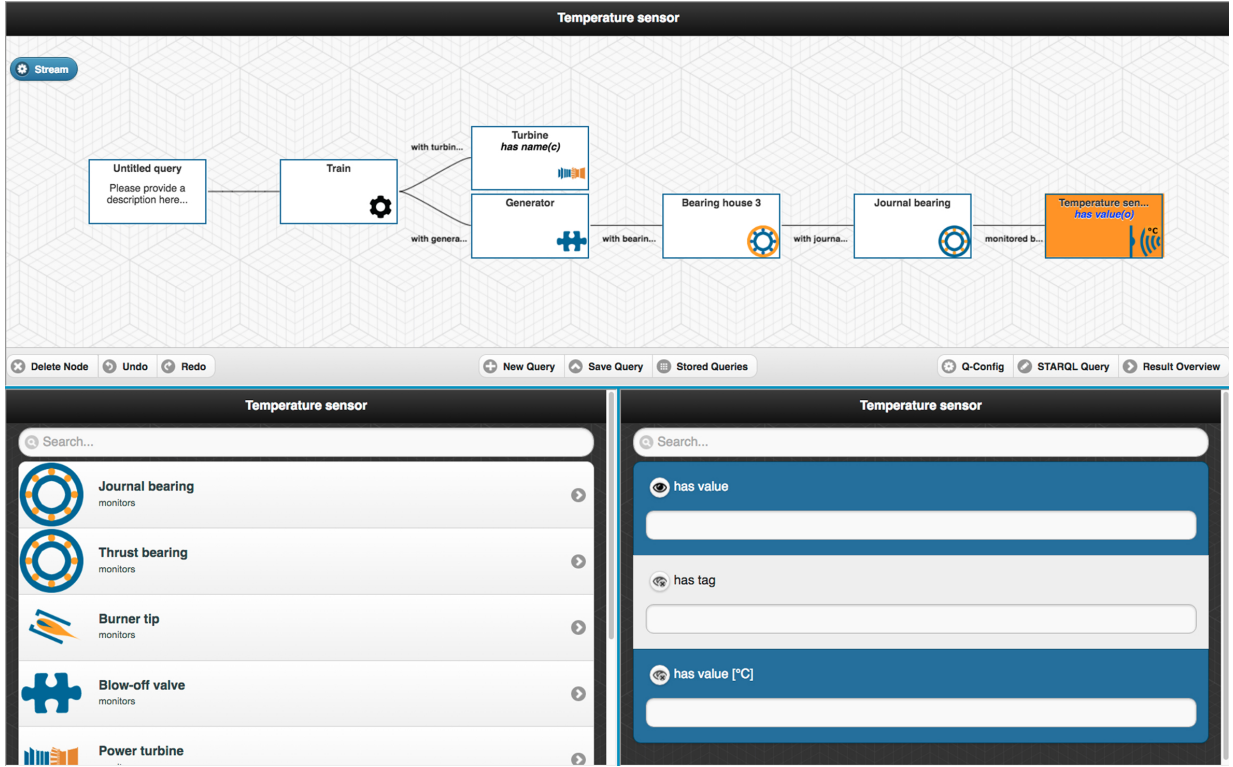 Temperature sensor
Stream
Untitled query
Please provide a
description here...
Train
with turbin...
Turbine
has name(c)
with genera...
Generator
with bearin...
Bearing house 3
with journa...
Journal bearing
monitored b...
Temperature sen...
has value(o)
°C
Delete Node
Undo
Redo
New Query
Save Query
Stored Queries
Q-Config
STARQL Query
Result Overview
Temperature sensor
Search...
Journal bearing
monitors
Thrust bearing
monitors
Burner tip
monitors
Blow-off valve
monitors
Power turbine
Temperature sensor
Search...
has value
has tag
has value [°C]